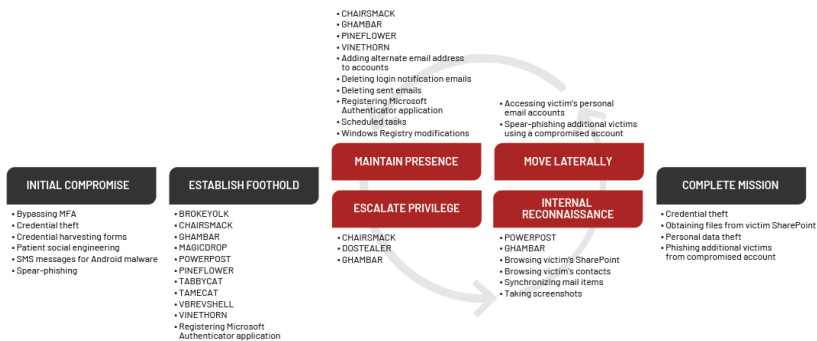 • CHAIRSMACK
• GHAMBAR
• PINEFLOWER
• VINETHORN
• Adding alternate email address
to accounts
• Deleting login notification emails
• Deleting sent emails
• Registering Microsoft
Authenticator application
• Scheduled tasks
• Windows Registry modifications
• Accessing victim's personal
email accounts
• Spear-phishing additional victims
using a compromised account
INITIAL COMPROMISE
ESTABLISH FOOTHOLD
MAINTAIN PRESENCE
MOVE LATERALLY
ESCALATE PRIVILEGE
INTERNAL
RECONNAISSANCE
COMPLETE MISSION
• Bypassing MFA
• Credential theft
• Credential harvesting forms
• Patient social engineering
• SMS messages for Android malware
• Spear-phishing
• BROKEYOLK
• CHAIRSMACK
• GHAMBAR
• MAGICDROP
• POWERPOST
• PINEFLOWER
• TABBYCAT
• TAMECAT
• VBREVSHELL
• VINETHORN
• Registering Microsoft
Authenticator application
• CHAIRSMACK
• DOSTEALER
• GHAMBAR
• POWERPOST
• GHAMBAR
• Browsing victim's SharePoint
• Browsing victim's contacts
• Synchronizing mail items
• Taking screenshots
• Credential theft
• Obtaining files from victim SharePoint
• Personal data theft
• Phishing additional victims
from compromised account